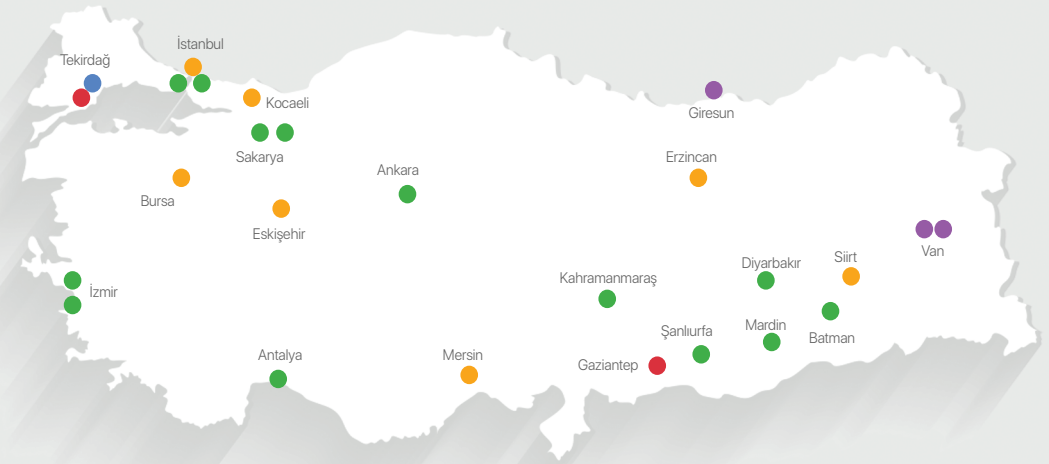 İstanbul
Tekirdağ
Kocaeli
Giresun
Sakarya
Erzincan
Ankara
Bursa
Eskişehir
Van
Siirt
Diyarbakır
Kahramanmaraş
İzmir
Şanlıurfa
Mardin
Batman
Antalya
Mersin
Gaziantep